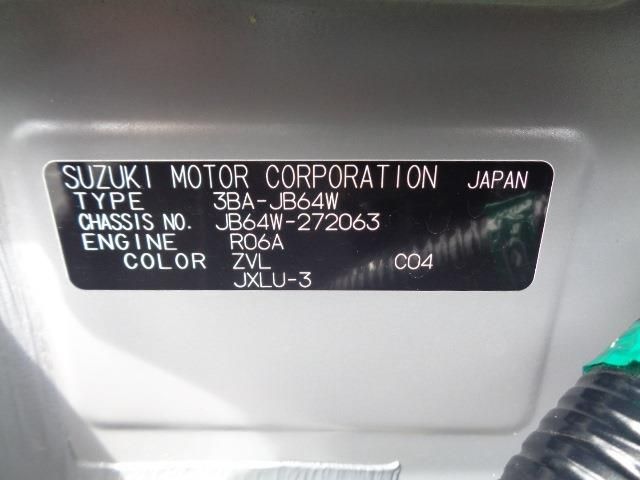 SUZUKI MOTOR CORPORATION JAPAN
TYPE 3BA-JB64W
CHASSIS NO. JB64W-272063
ENGINE R06A
COLOR ZVL C04
JXLU-3